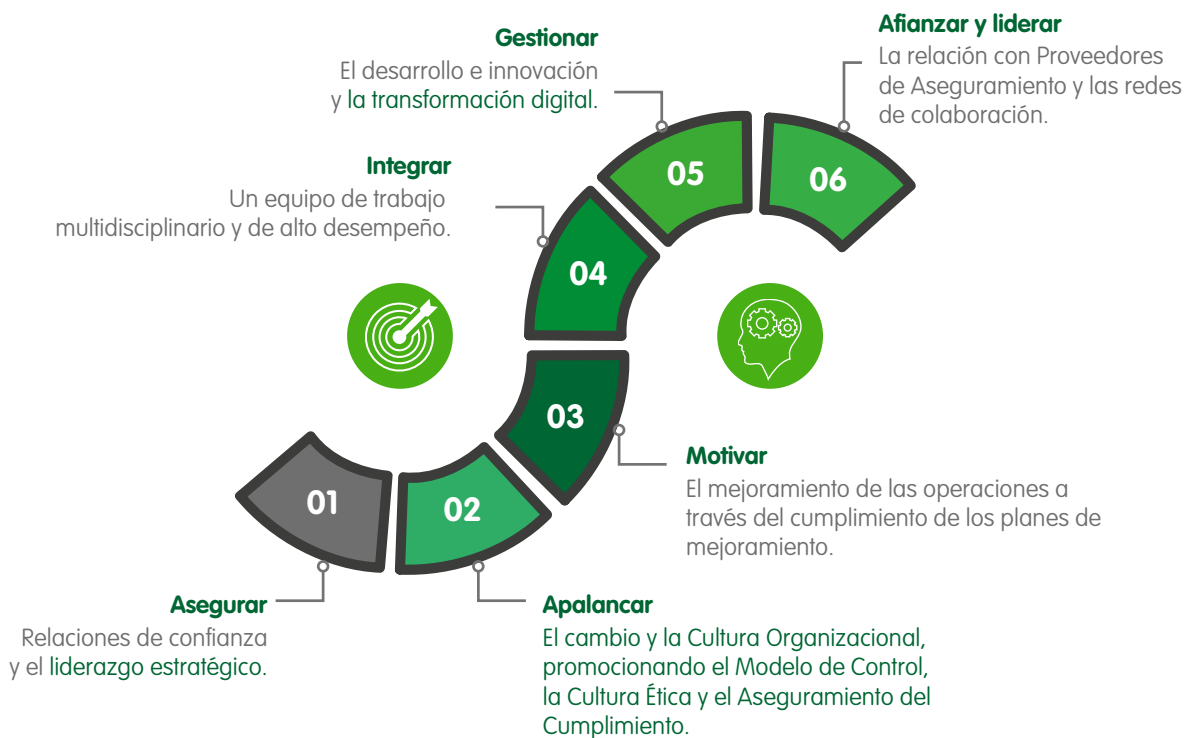 Gestionar
El desarrollo e innovación
y la transformación digital.
Afianzar y liderar
La relación con Proveedores
de Aseguramiento y las redes
de colaboración.
Integrar
Un equipo de trabajo
multidisciplinario y de alto desempeño.
05
06
04
03
01
02
Motivar
El mejoramiento de las operaciones a
través del cumplimiento de los planes de
mejoramiento.
Asegurar
Relaciones de confianza
y el liderazgo estratégico.
Apalancar
El cambio y la Cultura Organizacional,
promocionando el Modelo de Control,
la Cultura Ética y el Aseguramiento del
Cumplimiento.